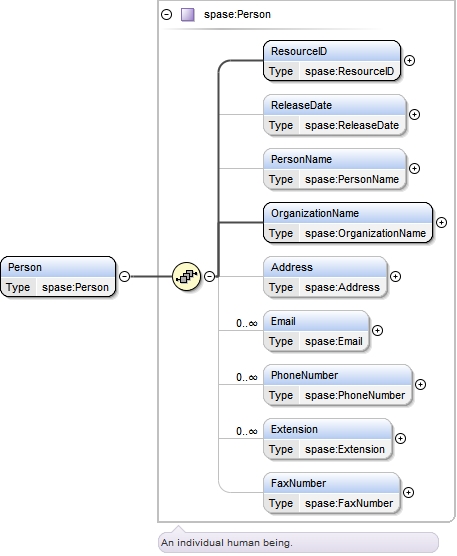 spase:Person
ResourceID
Type spase:ResourceID
ReleaseDate
Type spase:ReleaseDate
PersonName
Type spase:PersonName
OrganizationName
Type spase:OrganizationName
Person
Type spase:Person
Address
Type spase:Address
0..∞
Email
Type spase:Email
0..∞
PhoneNumber
Type spase:PhoneNumber
0..∞
Extension
Type spase:Extension
FaxNumber
Type spase:FaxNumber
An individual human being.